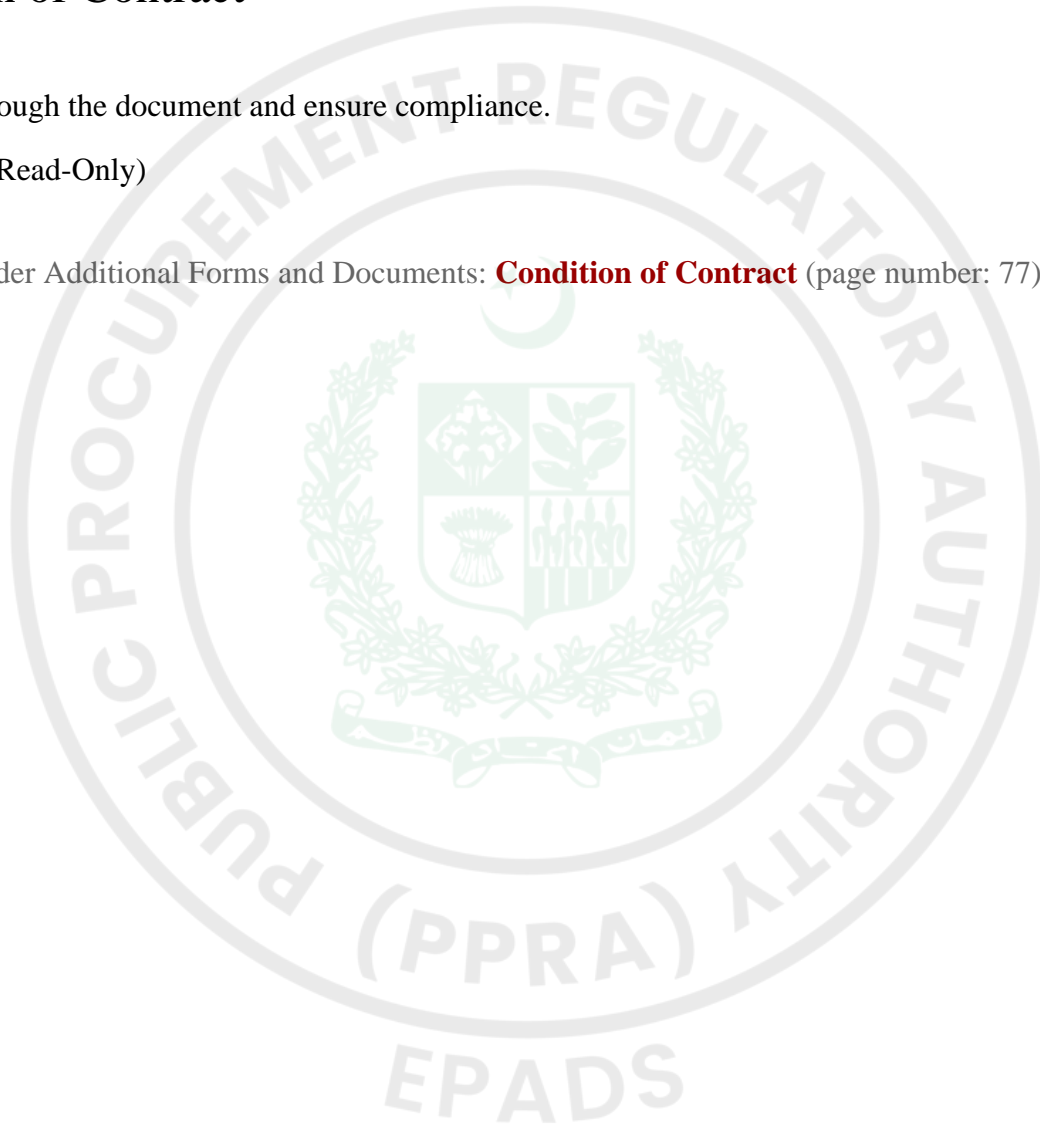 n of Contract
ough the document and ensure compliance.
Read-Only)
der Additional Forms and Documents: Condition of Contract (page number: 77)
PUBLIC PROCUREMENT REGULATORY AUTHORITY
(PPRA)
EPADS